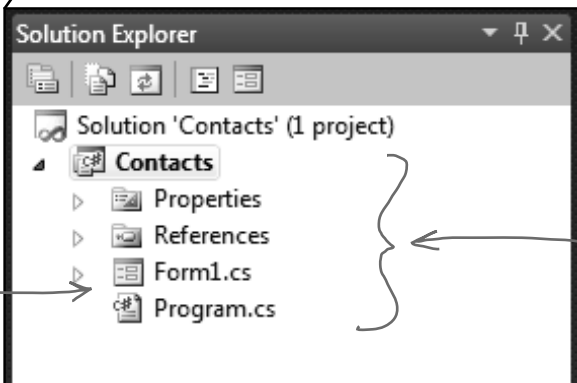 Solution Explorer
Solution 'Contacts' (1 project)
C# Contacts
Properties
References
Form1.cs
C# Program.cs